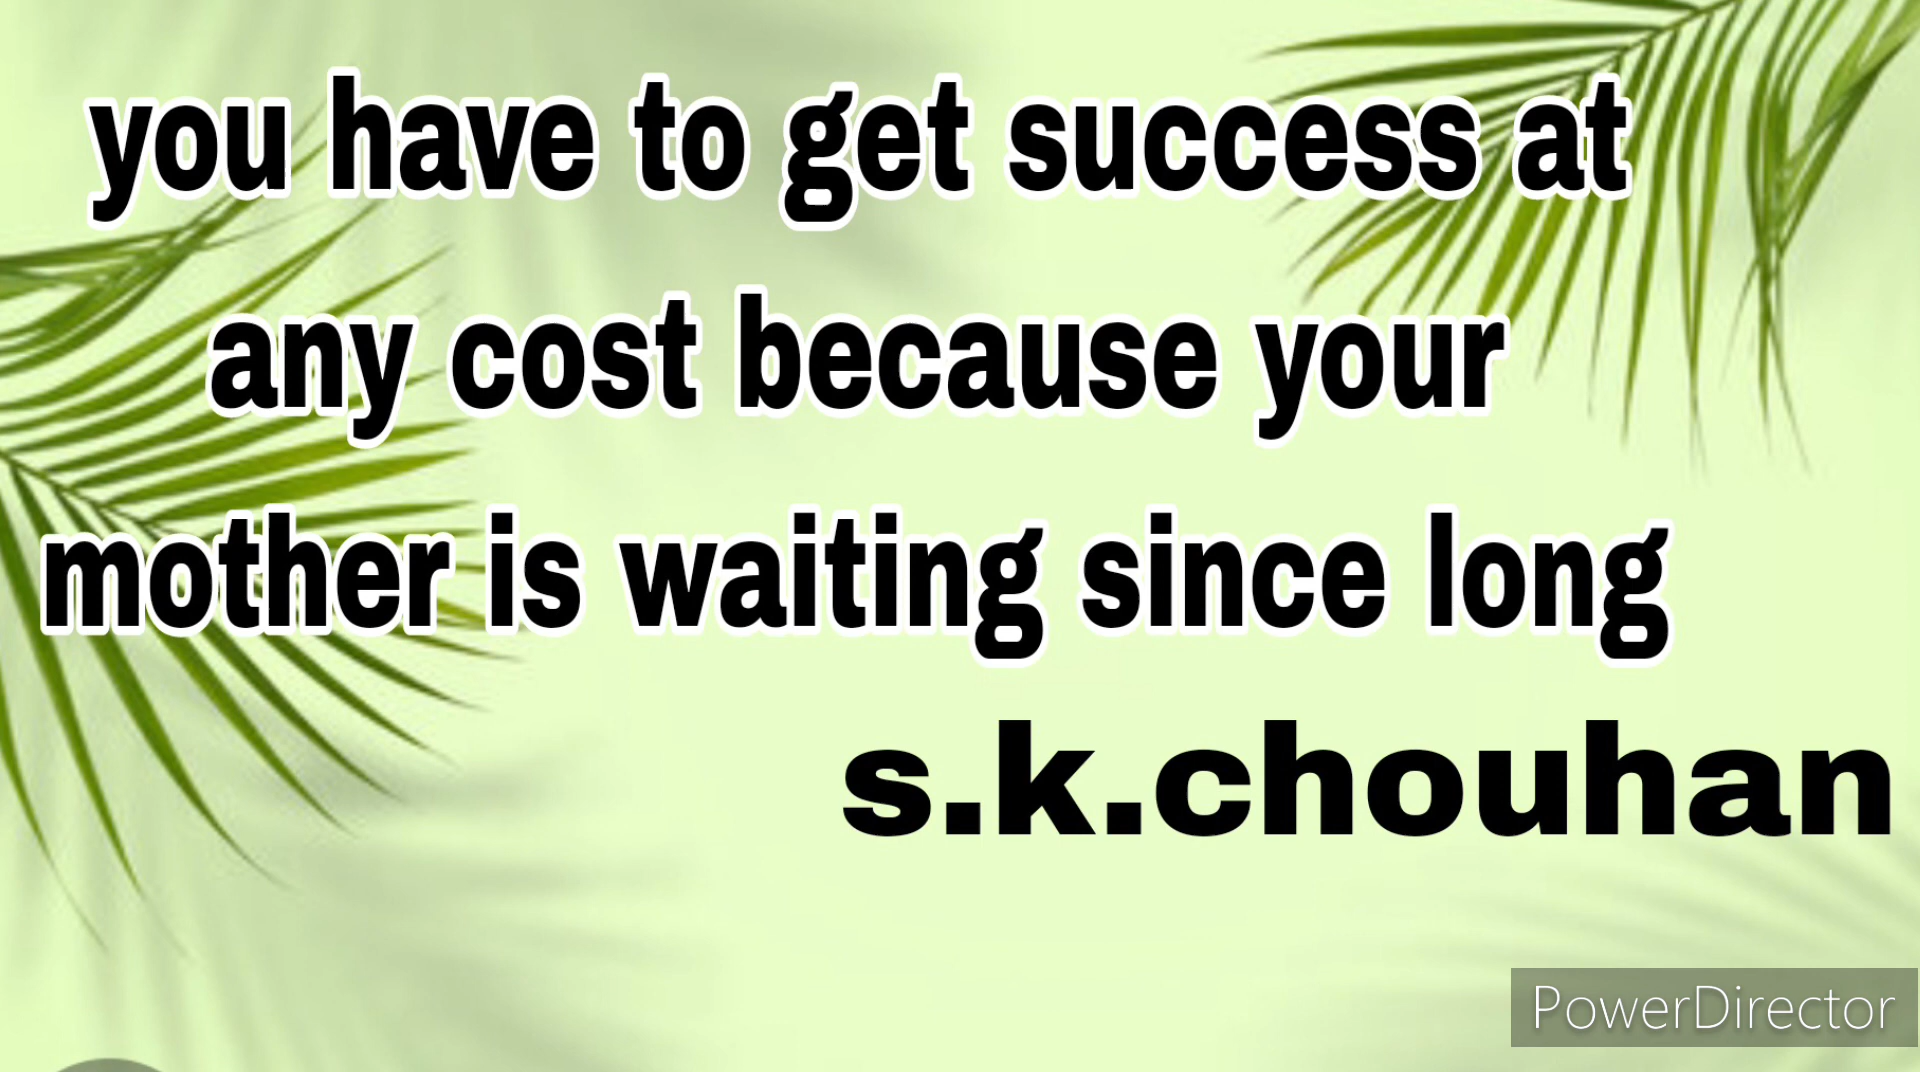 you have to get success at
any cost because your
mother is waiting since long
s.k.chouhan
PowerDirector